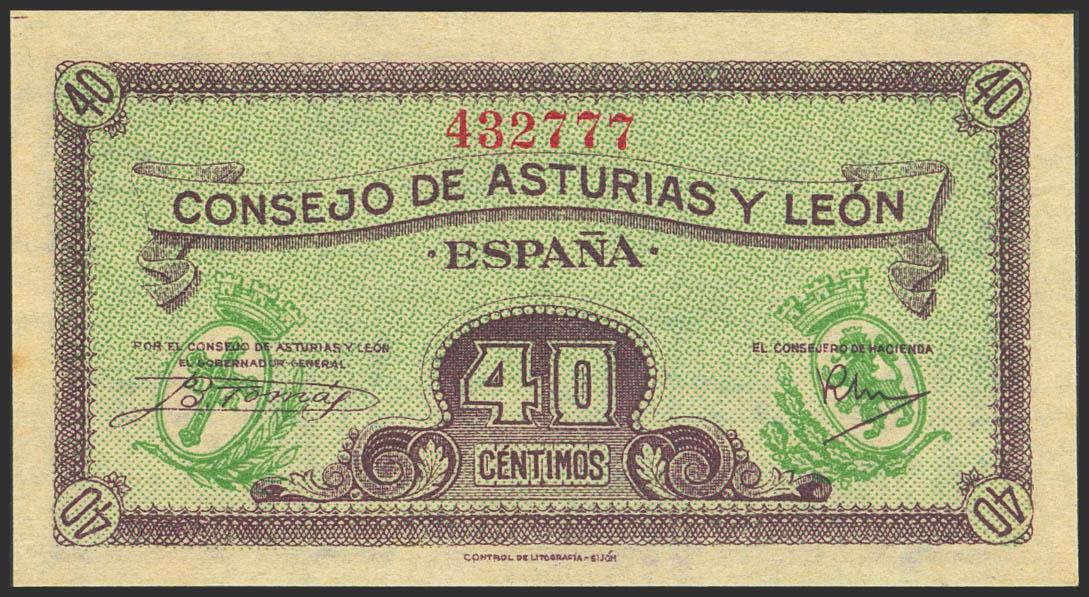 40 40
432777
CONSEJO DE ASTURIAS Y LEÓN
·ESPAÑA·
POR EL CONSEJO DE ASTURIAS Y LEÓN
EL GOBERNADOR GENERAL
EL CONSEJERO DE HACIENDA
40
CÉNTIMOS
40 40
CONTROL DE LITOGRAFÍA-GIJÓN